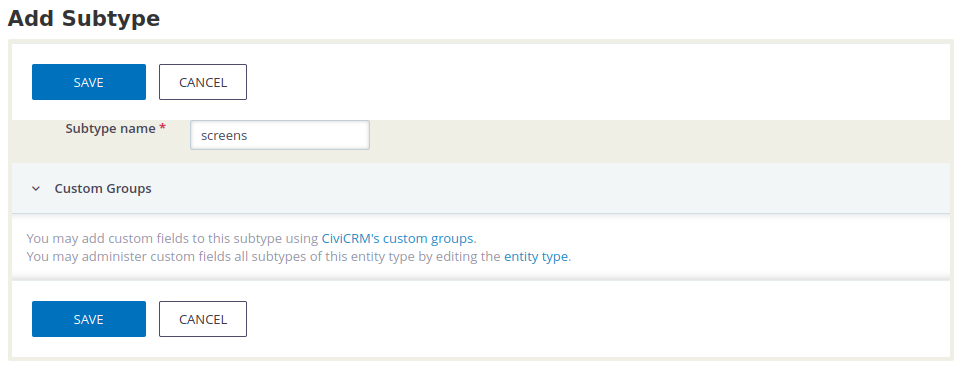 Add Subtype
SAVE CANCEL
Subtype name * screens
Custom Groups
You may add custom fields to this subtype using CiviCRM's custom groups.
You may administer custom fields all subtypes of this entity type by editing the entity type.
SAVE CANCEL